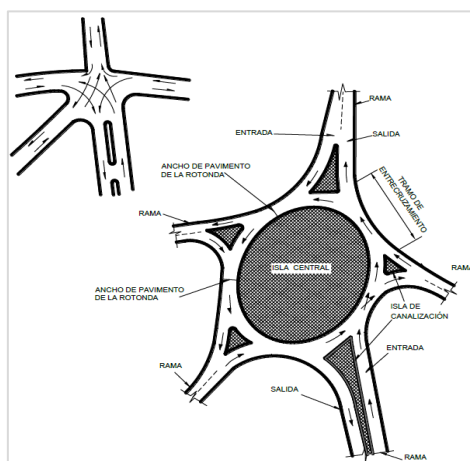 RAMA
ENTRADA
SALIDA
ANCHO DE PAVIMENTO
DE LA ROTONDA
TRAMO DE
ENTRECRUZAMIENTO
RAMA
ISLA CENTRAL
RAMA
ANCHO DE PAVIMENTO
DE LA ROTONDA
ISLA DE
CANALIZACIÓN
ENTRADA
RAMA
SALIDA
RAMA